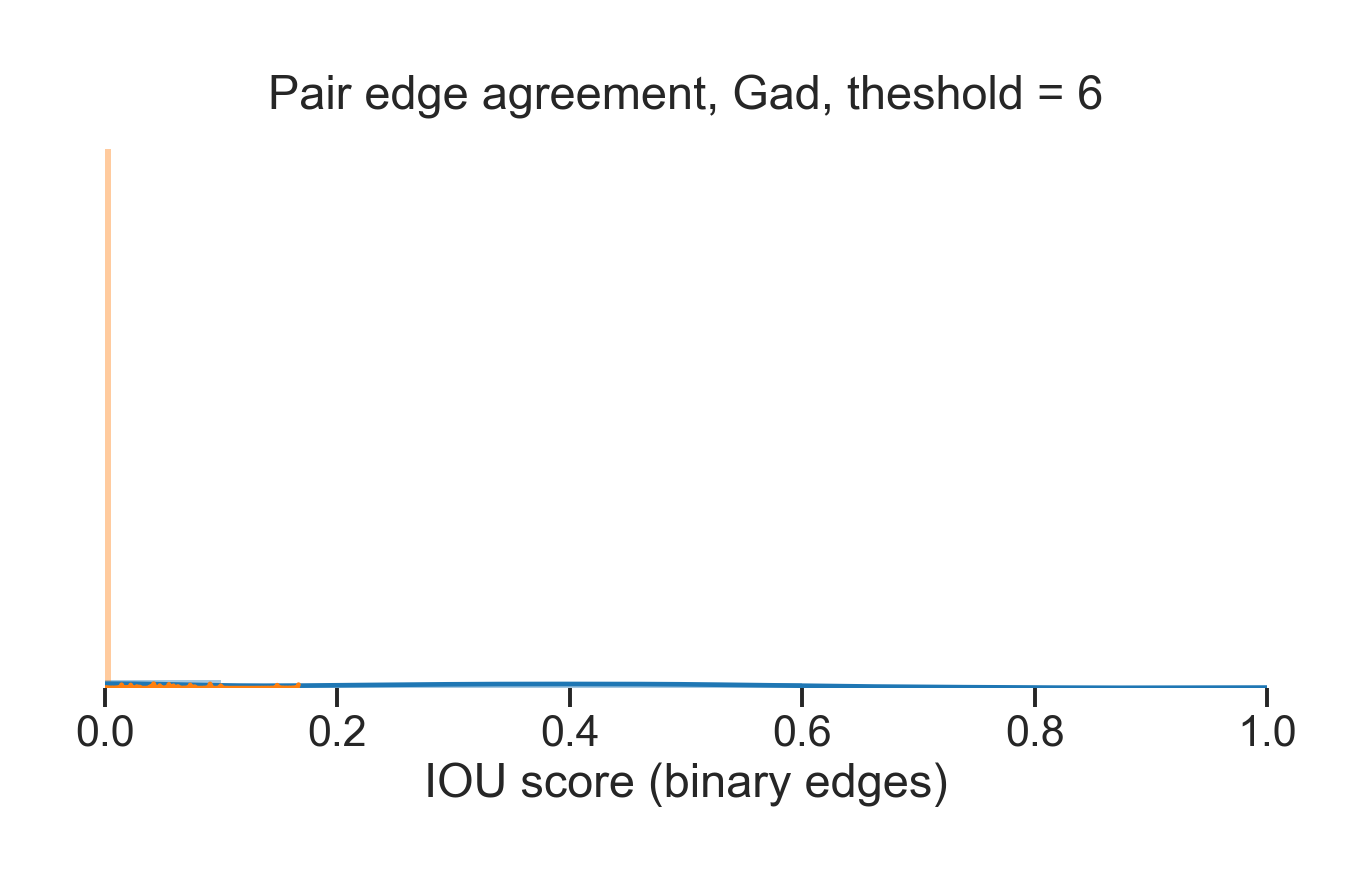 Pair edge agreement, Gad, theshold = 6
0.0 0.2 0.4 0.6 0.8 1.0
IOU score (binary edges)